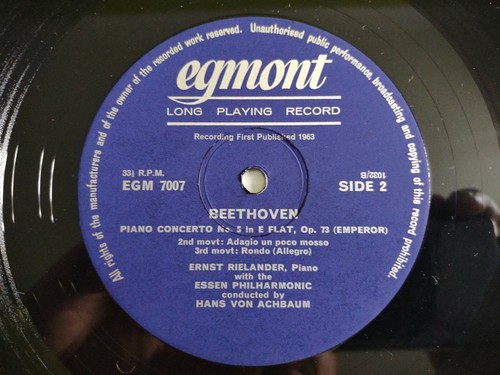 All rights of the manufacturers and of the owner of the recorded work reserved. Unauthorised public performance, broadcasting and copying of this record prohibited.
egmont
LONG PLAYING RECORD
Recording First Published 1963
33⅓ R.P.M.
EGM 7007
1032/B
SIDE 2
BEETHOVEN
PIANO CONCERTO No. 5 in E FLAT, Op. 73 (EMPEROR)
2nd movt: Adagio un poco mosso
3rd movt: Rondo (Allegro)
ERNST RIELANDER, Piano
with the
ESSEN PHILHARMONIC
conducted by
HANS VON ACHBAUM